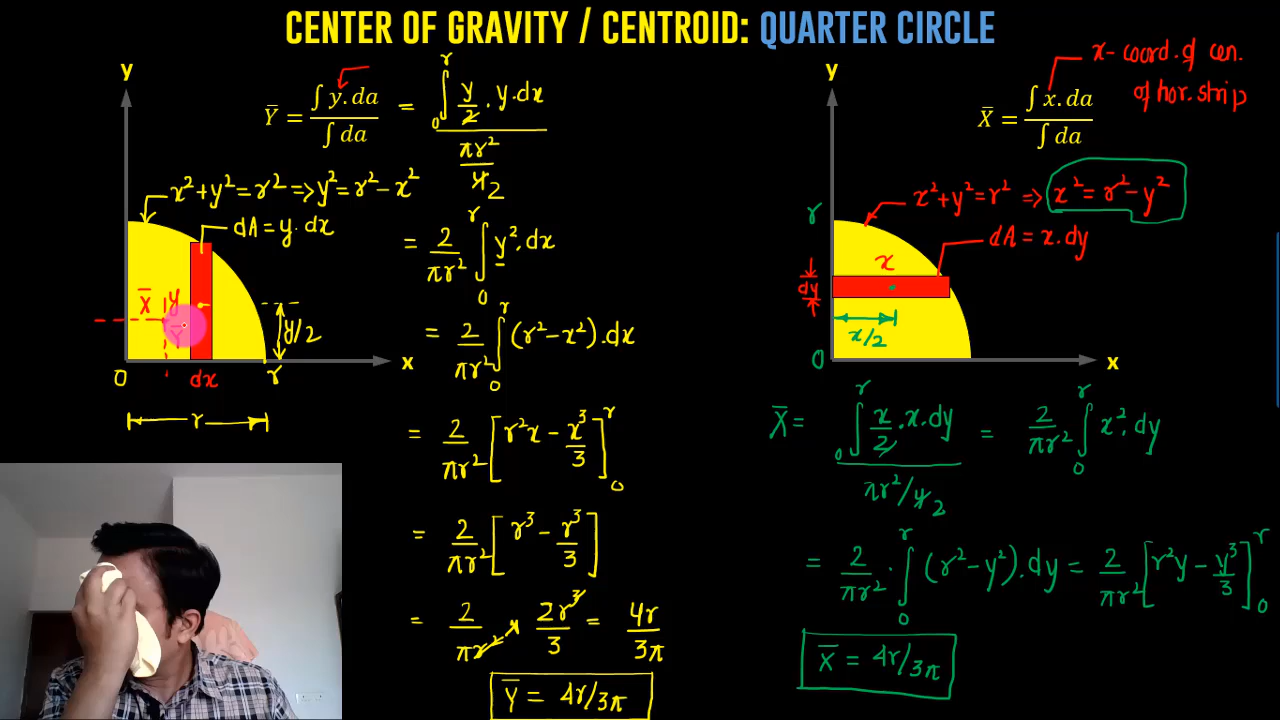 CENTER OF GRAVITY / CENTROID: QUARTER CIRCLE
Y
Ȳ = ∫ y. da / ∫ da = ₀∫ʳ y/2 . y. dx / (πr²/4 2)
x² + y² = r² ⇒ y² = r² − x²
dA = y. dx
= 2/πr² ₀∫ʳ y². dx
X̄
y
y/2
0
dx
r
x
r
= 2/πr² ₀∫ʳ (r² − x²). dx
= 2/πr² [r²x − x³/3]₀ʳ
= 2/πr² [r³ − r³/3]
= 2/πr² × 2r³/3 = 4r/3π
Ȳ = 4r/3π
Y
x- coord. of cen.
of hor. strip
X̄ = ∫ x. da / ∫ da
x² + y² = r² ⇒ x² = r² − y²
r
dA = x. dy
x
dy
x/2
0
x
X̄ = ₀∫ʳ x/2 . x. dy / (πr²/4 2) = 2/πr² ₀∫ʳ x². dy
= 2/πr² . ₀∫ʳ (r² − y²). dy = 2/πr² [r²y − y³/3]₀ʳ
X̄ = 4r/3π